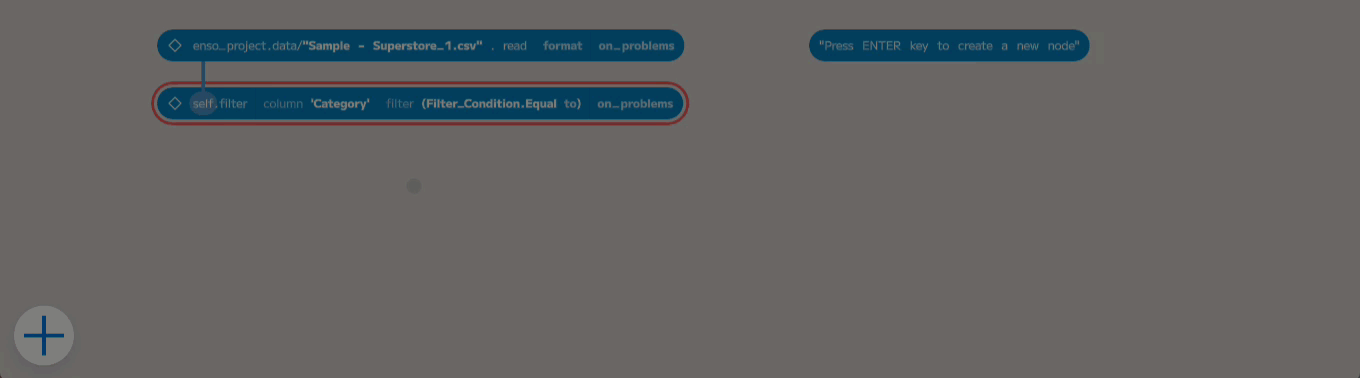 enso_project.data/"Sample - Superstore_1.csv" . read format on_problems
"Press ENTER key to create a new node"
self.filter column 'Category' filter (Filter_Condition.Equal to) on_problems